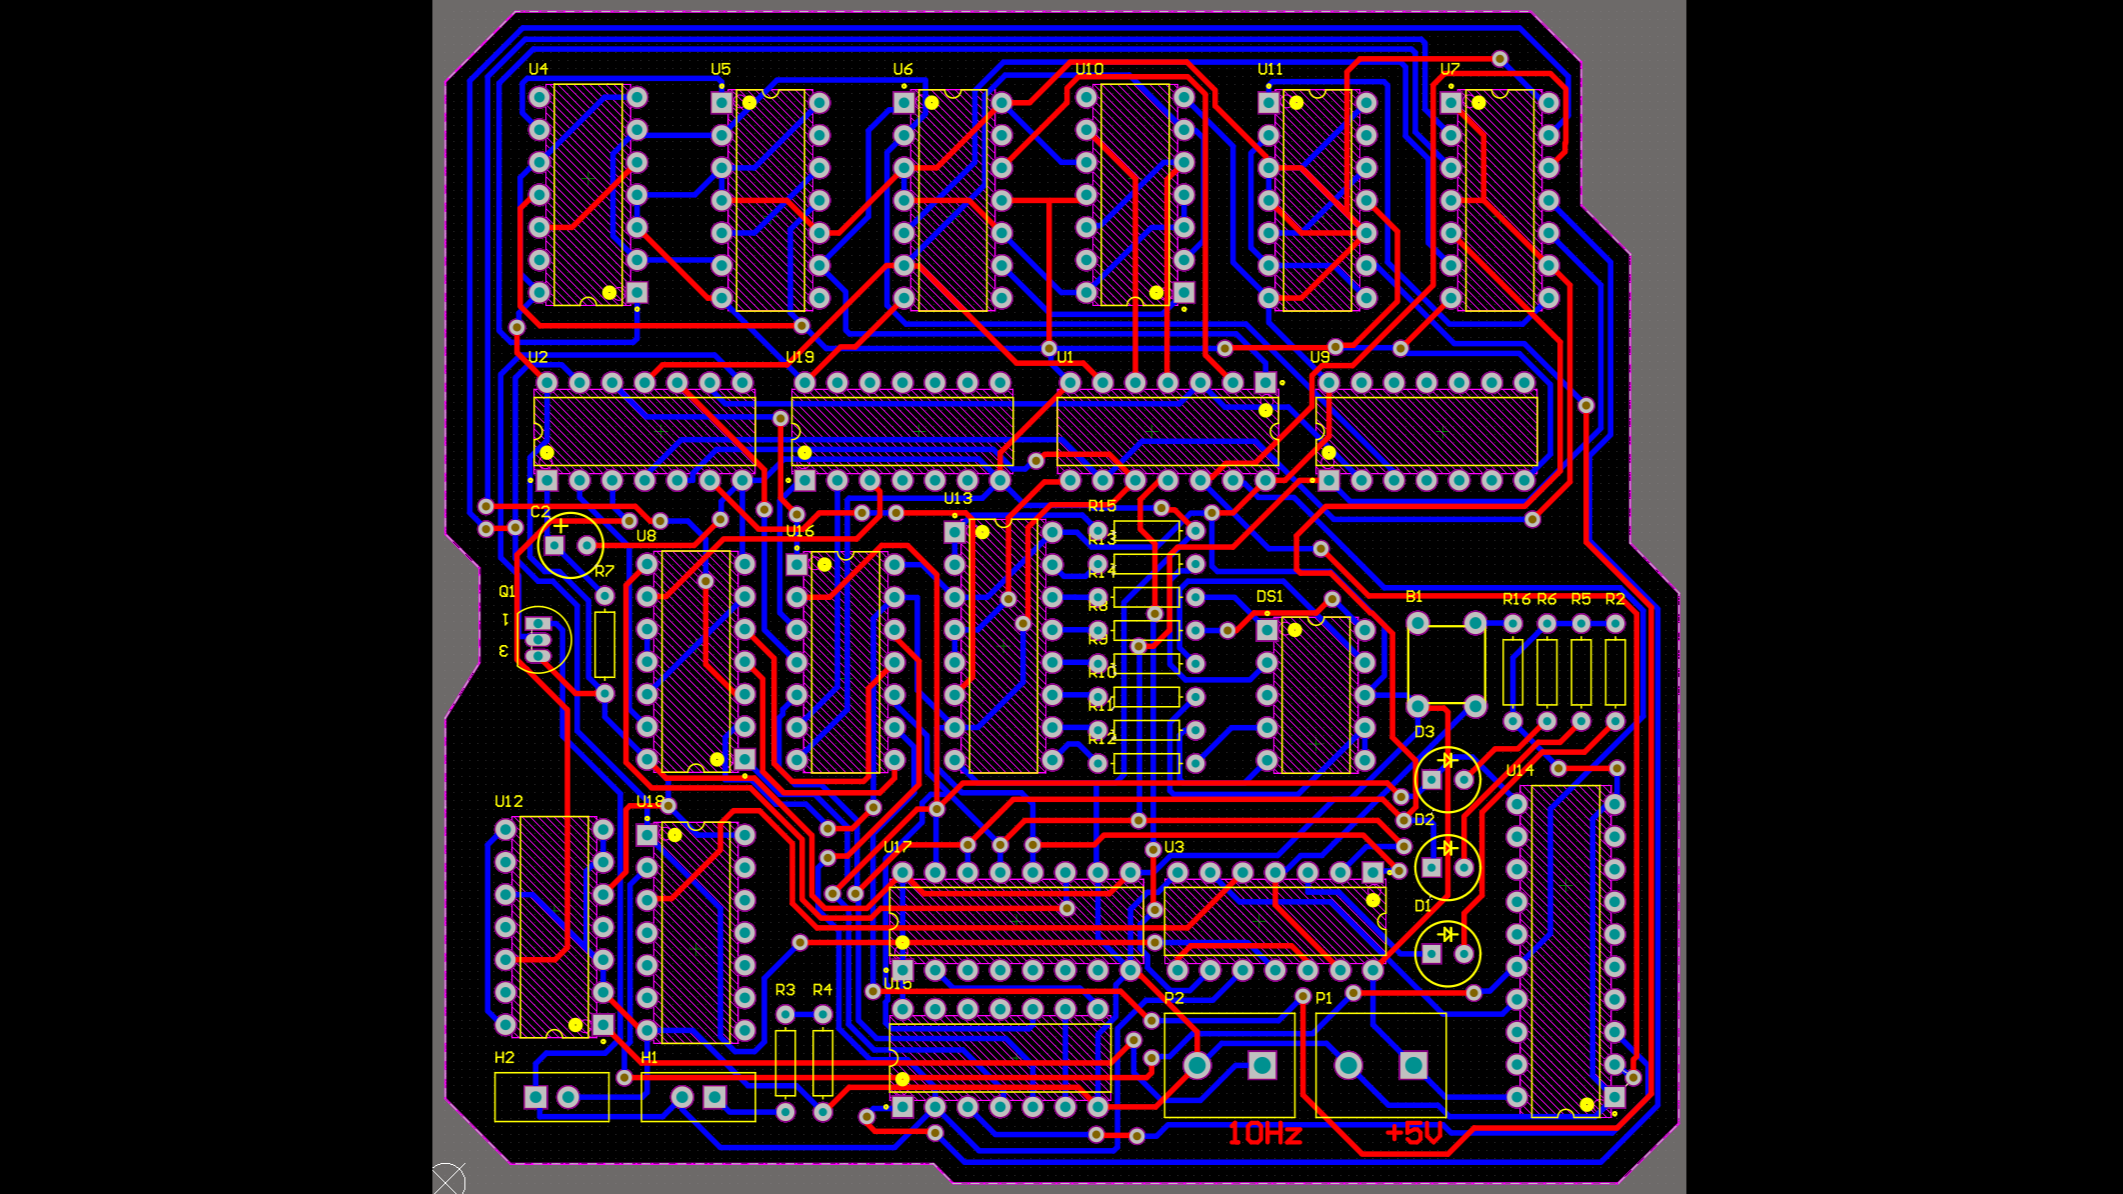 U4 U5 U6 U10 U11 U7
U2 U19 U1 U9
U13
C2 R15
U8 U16 R13
R7 R14
Q1 DS1 B1 R16 R6 R5 R2
1 R8
3 R9
R10
R11
D3
R12
U14
U12 U18
D2
U17 U3
D1
U15
R3 R4 P2 P1
H2 H1
10Hz +5V